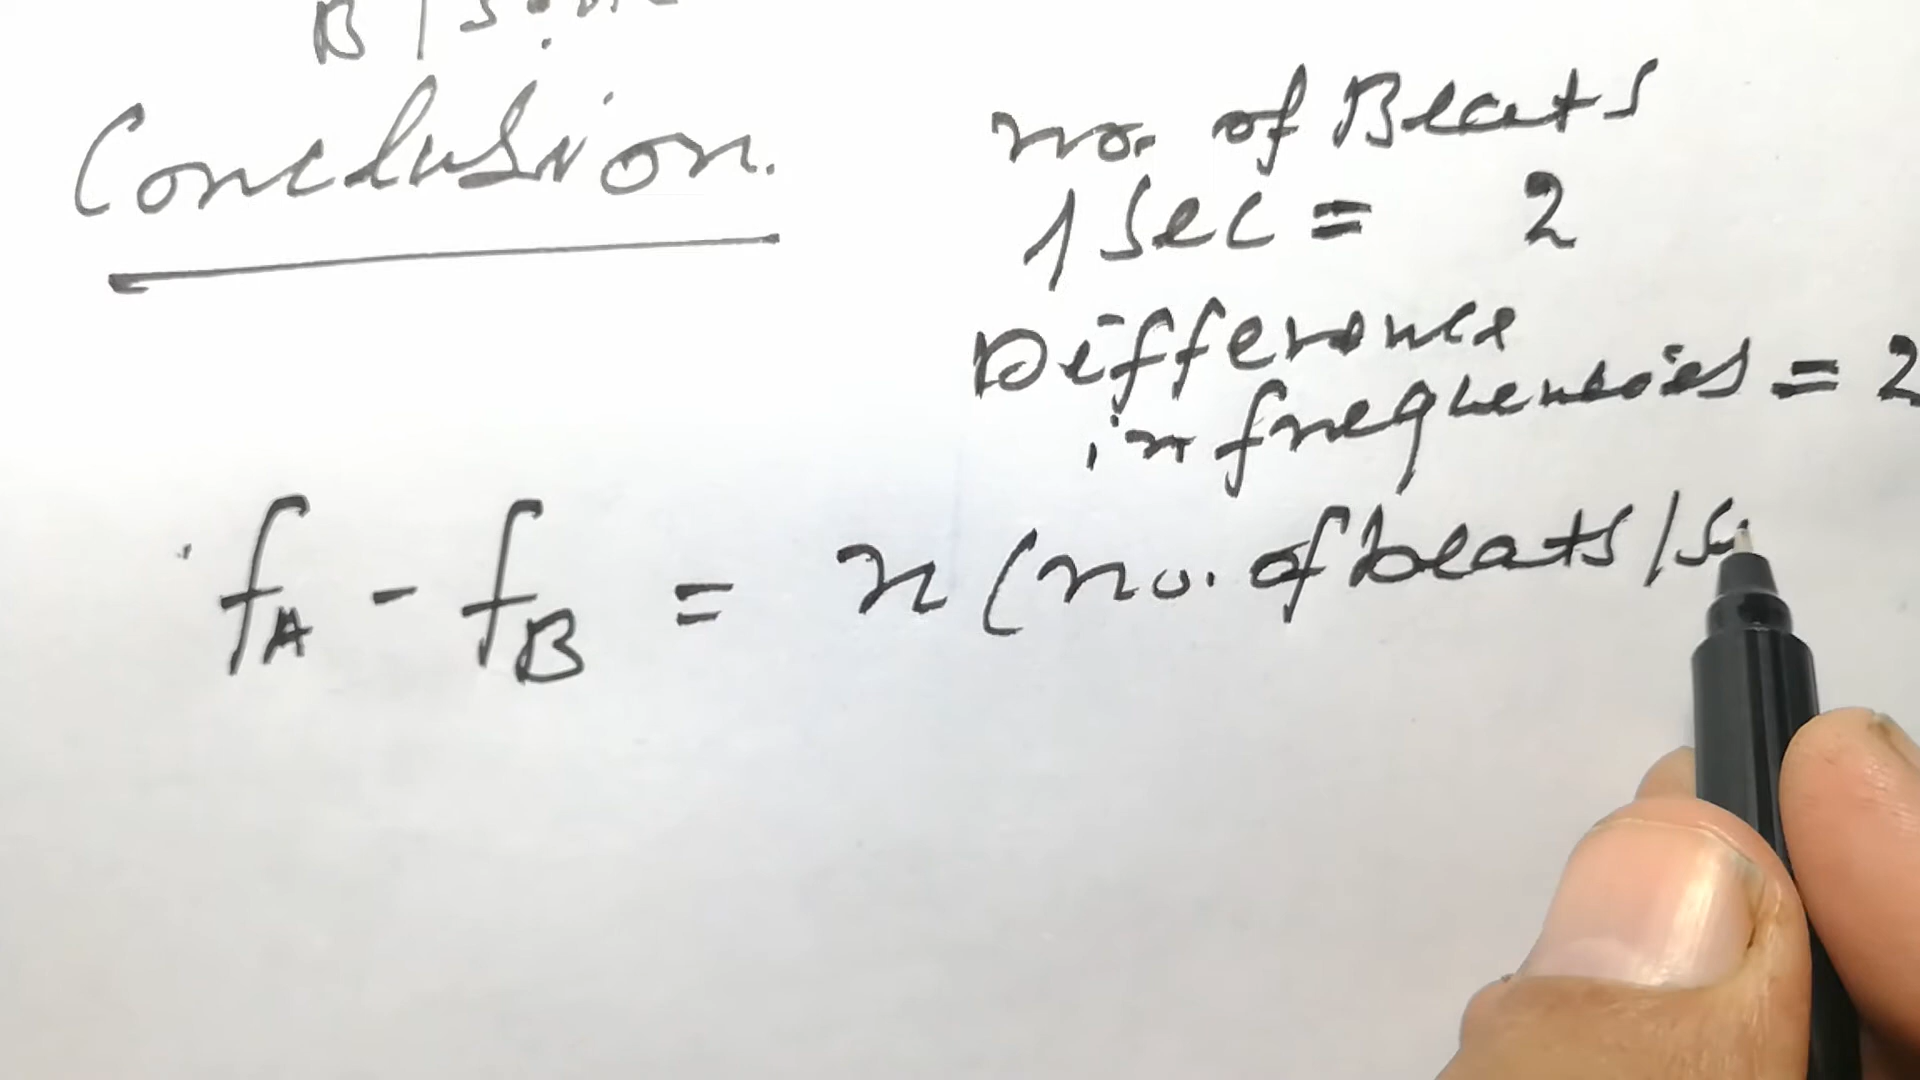 Conclusion.
no. of Beats
1 Sec = 2
Difference
in frequencies = 2
fA - fB = n (no. of beats/s